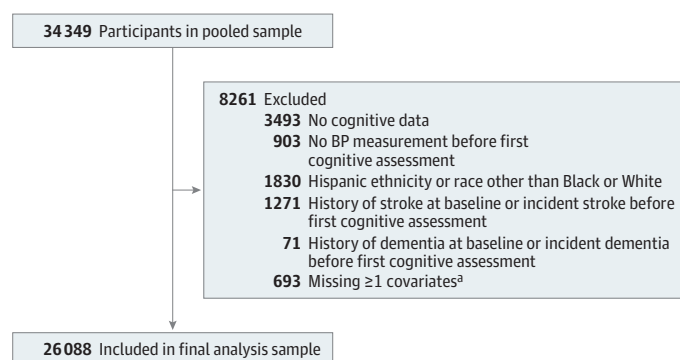 34 349 Participants in pooled sample
8261 Excluded
3493 No cognitive data
903 No BP measurement before first
cognitive assessment
1830 Hispanic ethnicity or race other than Black or White
1271 History of stroke at baseline or incident stroke before
first cognitive assessment
71 History of dementia at baseline or incident dementia
before first cognitive assessment
693 Missing ≥1 covariatesᵃ
26 088 Included in final analysis sample